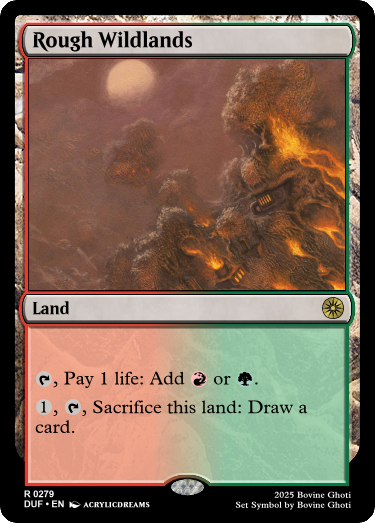 Rough Wildlands
Land
, Pay 1 life: Add or .
1, , Sacrifice this land: Draw a
card.
R 0279
DUF • EN ACRYLICDREAMS
2025 Bovine Ghoti
Set Symbol by Bovine Ghoti